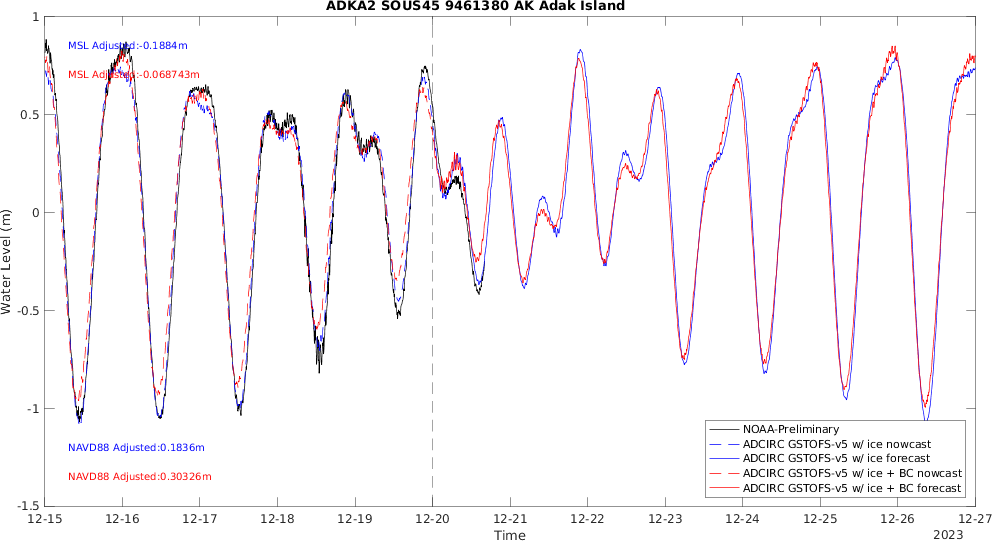 ADKA2 SOUS45 9461380 AK Adak Island
MSL Adjusted:-0.1884m
MSL Adjusted:-0.068743m
NAVD88 Adjusted:0.1836m
NAVD88 Adjusted:0.30326m
Water Level (m)
1
0.5
0
-0.5
-1
-1.5
NOAA-Preliminary
ADCIRC GSTOFS-v5 w/ ice nowcast
ADCIRC GSTOFS-v5 w/ ice forecast
ADCIRC GSTOFS-v5 w/ ice + BC nowcast
ADCIRC GSTOFS-v5 w/ ice + BC forecast
12-15 12-16 12-17 12-18 12-19 12-20 12-21 12-22 12-23 12-24 12-25 12-26 12-27
Time
2023